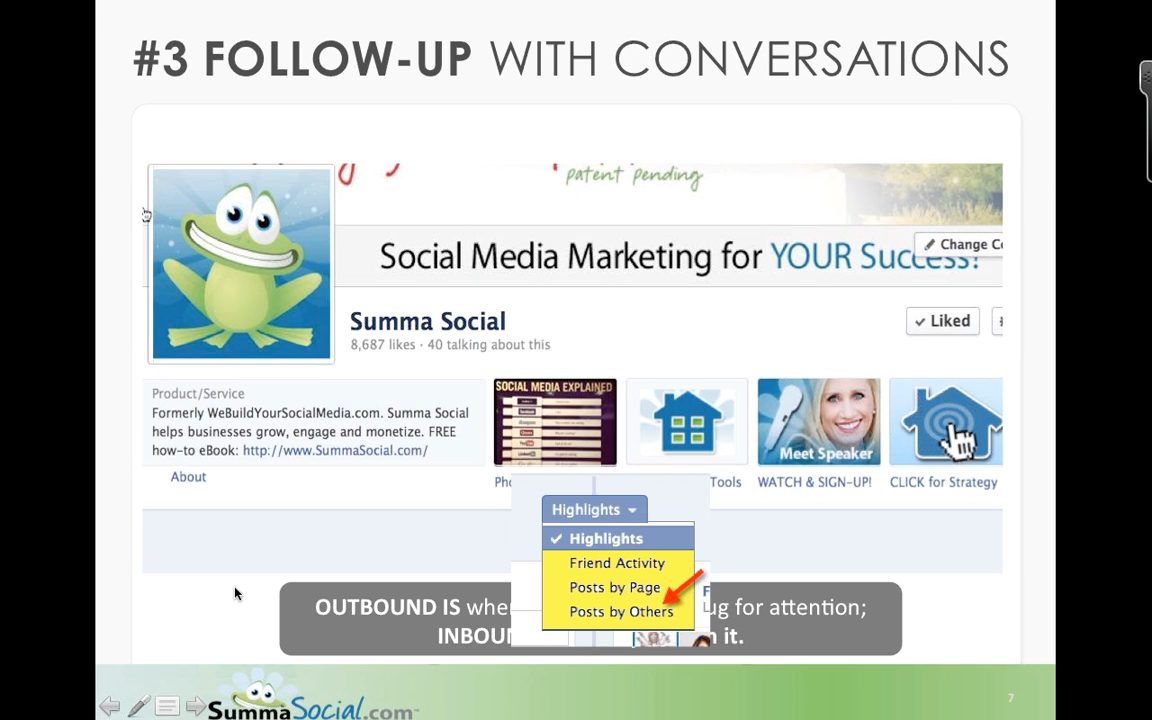 #3 FOLLOW-UP WITH CONVERSATIONS
patent pending
Social Media Marketing for YOUR Success!
Change Co
Summa Social
Liked
8,687 likes · 40 talking about this
Product/Service
Formerly WeBuildYourSocialMedia.com. Summa Social
helps businesses grow, engage and monetize. FREE
how-to eBook: http://www.SummaSocial.com/
About
SOCIAL MEDIA EXPLAINED
Meet Speaker
Pho
Tools
WATCH & SIGN-UP!
CLICK for Strategy
Highlights
Highlights
Friend Activity
Posts by Page
Posts by Others
OUTBOUND IS whe ug for attention;
INBOUN it.
SummaSocial.com
7